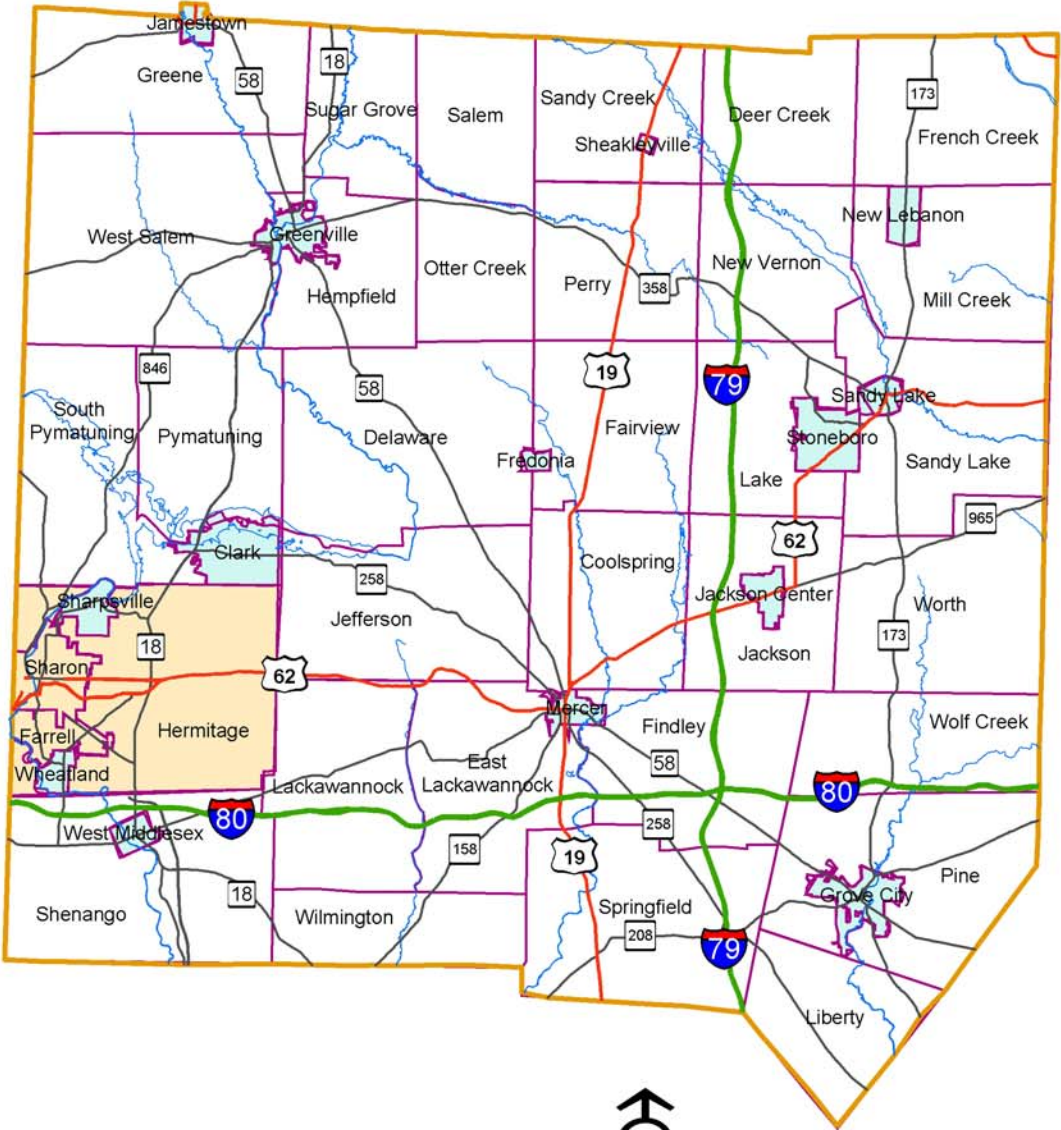 Jamestown
Greene
58
18
Sugar Grove
Salem
Sandy Creek
Sheakleyville
Deer Creek
173
French Creek
West Salem
Greenville
Hempfield
Otter Creek
Perry
358
New Vernon
New Lebanon
Mill Creek
846
58
19
79
Sandy Lake
South
Pymatuning
Pymatuning
Delaware
Fredonia
Fairview
Stoneboro
Lake
Sandy Lake
965
Clark
258
Jefferson
Coolspring
62
Jackson Center
Worth
173
Jackson
Sharpsville
18
Sharon
62
Hermitage
Farrell
Wheatland
Mercer
Findley
58
Wolf Creek
Lackawannock
East
Lackawannock
80
80
West Middlesex
158
19
258
Shenango
18
Wilmington
Springfield
208
79
Grove City
Pine
Liberty